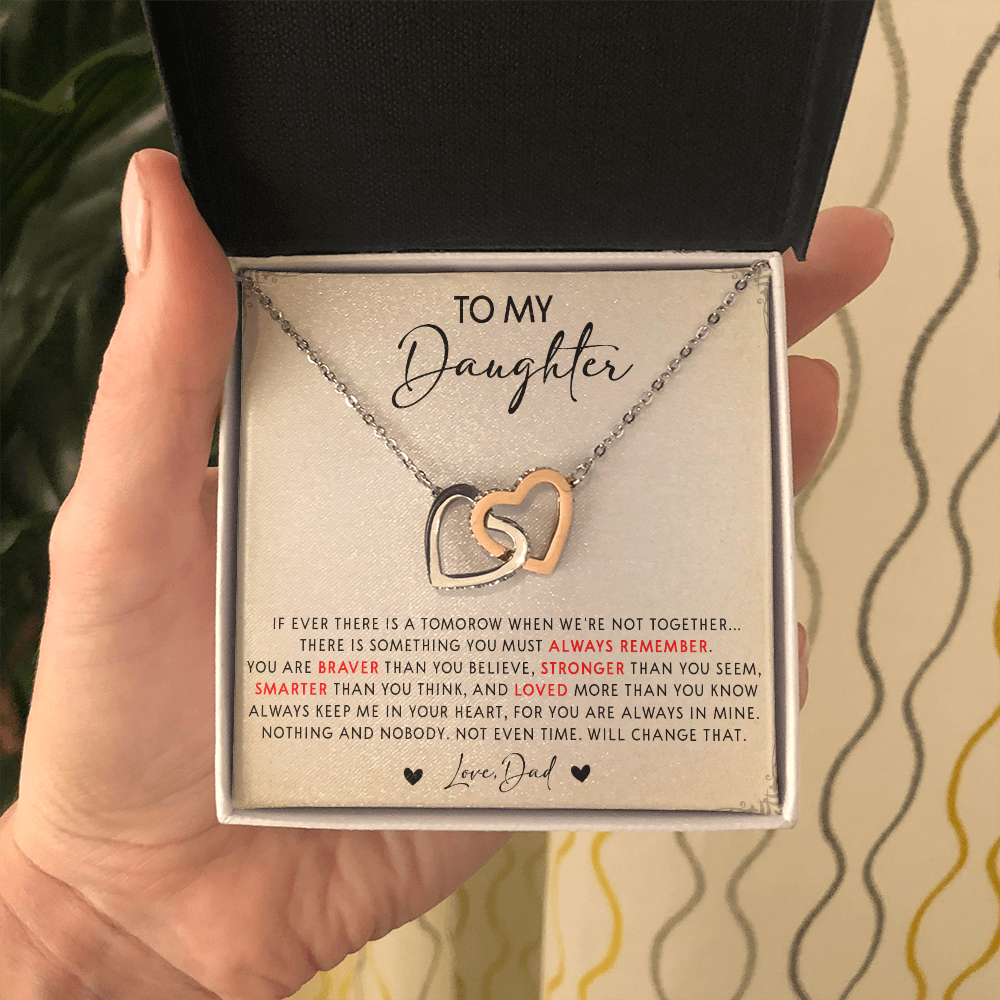 TO MY
Daughter
IF EVER THERE IS A TOMOROW WHEN WE'RE NOT TOGETHER...
THERE IS SOMETHING YOU MUST ALWAYS REMEMBER.
YOU ARE BRAVER THAN YOU BELIEVE, STRONGER THAN YOU SEEM,
SMARTER THAN YOU THINK, AND LOVED MORE THAN YOU KNOW
ALWAYS KEEP ME IN YOUR HEART, FOR YOU ARE ALWAYS IN MINE.
NOTHING AND NOBODY. NOT EVEN TIME. WILL CHANGE THAT.
Love, Dad